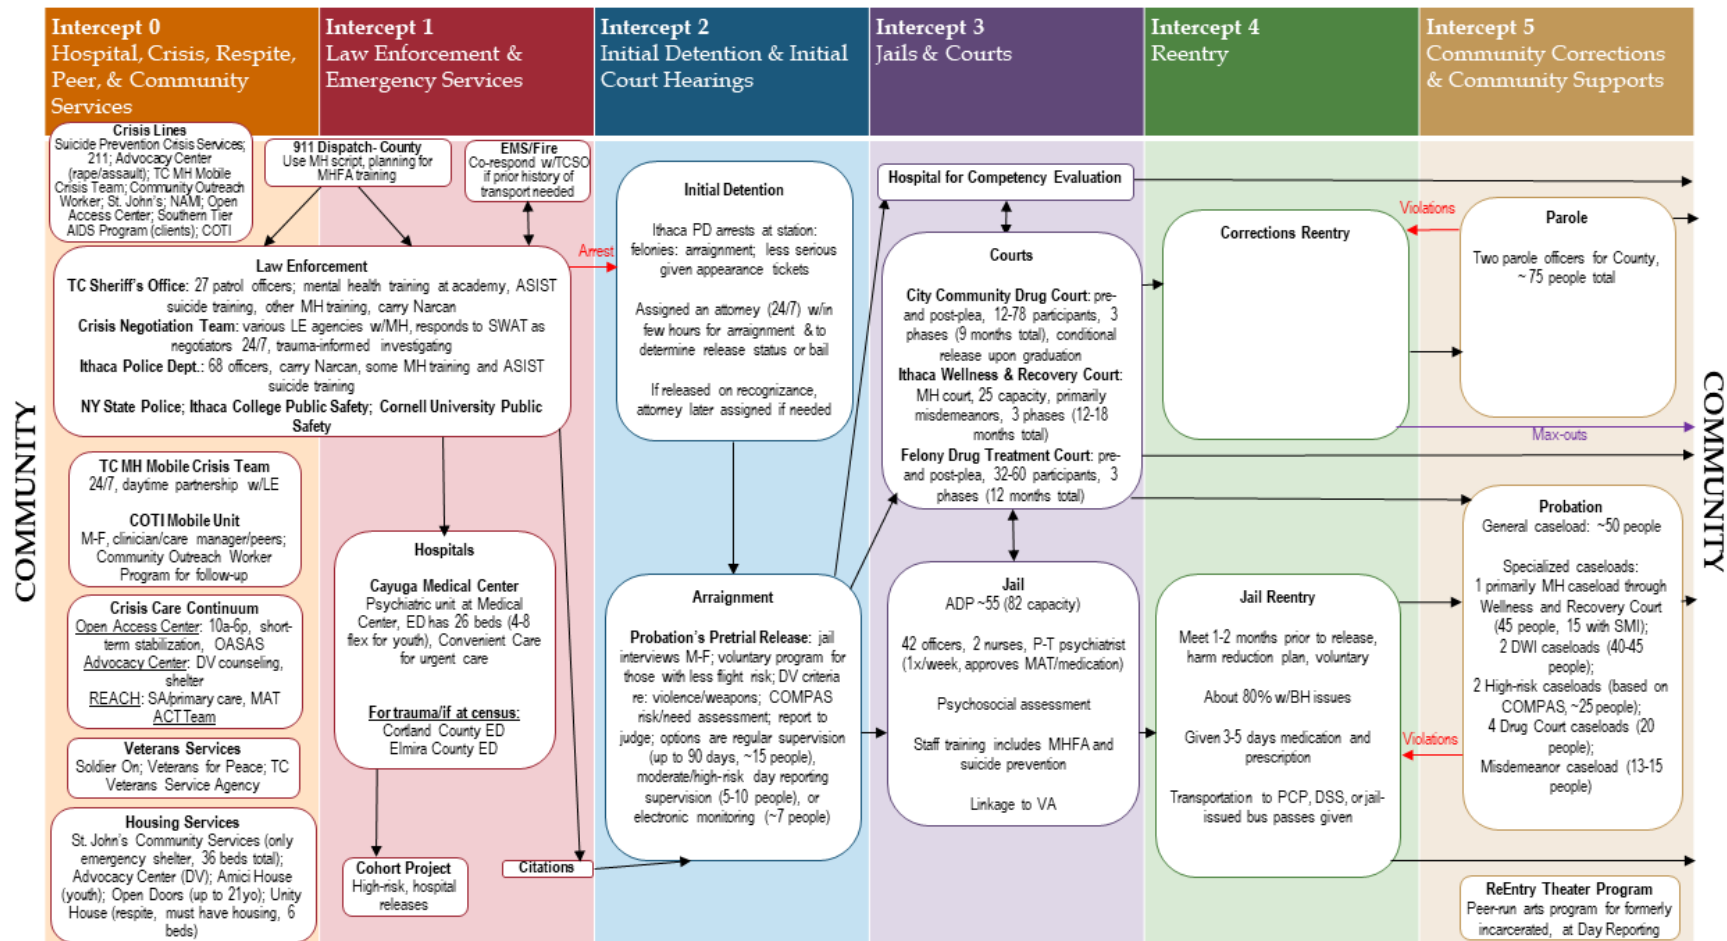 Intercept 0
Hospital, Crisis, Respite,
Peer, & Community
Services
Intercept 1
Law Enforcement &
Emergency Services
Intercept 2
Initial Detention & Initial
Court Hearings
Intercept 3
Jails & Courts
Intercept 4
Reentry
Intercept 5
Community Corrections
& Community Supports
COMMUNITY
Crisis Lines
Suicide Prevention Crisis Services;
211; Advocacy Center
(rape/assault); TC MH Mobile
Crisis Team; Community Outreach
Worker; St. John's; NAMI; Open
Access Center; Southern Tier
AIDS Program (clients); COTI
911 Dispatch- County
Use MH script, planning for
MHFA training
EMS/Fire
Co-respond w/TCSO
if prior history of
transport needed
Law Enforcement
TC Sheriff's Office: 27 patrol officers; mental health training at academy, ASIST
suicide training, other MH training, carry Narcan
Crisis Negotiation Team: various LE agencies w/MH, responds to SWAT as
negotiators 24/7, trauma-informed investigating
Ithaca Police Dept.: 68 officers, carry Narcan, some MH training and ASIST
suicide training
NY State Police; Ithaca College Public Safety; Cornell University Public
Safety
Arrest
TC MH Mobile Crisis Team
24/7, daytime partnership w/LE
COTI Mobile Unit
M-F, clinician/care manager/peers;
Community Outreach Worker
Program for follow-up
Crisis Care Continuum
Open Access Center: 10a-6p, short-
term stabilization, OASAS
Advocacy Center: DV counseling,
shelter
REACH: SA/primary care, MAT
ACT Team
Veterans Services
Soldier On; Veterans for Peace; TC
Veterans Service Agency
Housing Services
St. John's Community Services (only
emergency shelter, 36 beds total);
Advocacy Center (DV); Amici House
(youth); Open Doors (up to 21yo); Unity
House (respite, must have housing, 6
beds)
Hospitals
Cayuga Medical Center
Psychiatric unit at Medical
Center, ED has 26 beds (4-8
flex for youth), Convenient Care
for urgent care
For trauma/if at census:
Cortland County ED
Elmira County ED
Cohort Project
High-risk, hospital
releases
Citations
Initial Detention
Ithaca PD arrests at station:
felonies: arraignment; less serious
given appearance tickets
Assigned an attorney (24/7) w/in
few hours for arraignment & to
determine release status or bail
If released on recognizance,
attorney later assigned if needed
Arraignment
Probation's Pretrial Release: jail
interviews M-F; voluntary program for
those with less flight risk; DV criteria
re: violence/weapons; COMPAS
risk/need assessment; report to
judge; options are regular supervision
(up to 90 days, ~15 people),
moderate/high-risk day reporting
supervision (5-10 people), or
electronic monitoring (~7 people)
Hospital for Competency Evaluation
Courts
City Community Drug Court: pre-
and post-plea, 12-78 participants, 3
phases (9 months total), conditional
release upon graduation
Ithaca Wellness & Recovery Court:
MH court, 25 capacity, primarily
misdemeanors, 3 phases (12-18
months total)
Felony Drug Treatment Court: pre-
and post-plea, 32-60 participants, 3
phases (12 months total)
Jail
ADP ~55 (82 capacity)
42 officers, 2 nurses, P-T psychiatrist
(1x/week, approves MAT/medication)
Psychosocial assessment
Staff training includes MHFA and
suicide prevention
Linkage to VA
Corrections Reentry
Violations
Max-outs
Jail Reentry
Meet 1-2 months prior to release,
harm reduction plan, voluntary
About 80% w/BH issues
Given 3-5 days medication and
prescription
Transportation to PCP, DSS, or jail-
issued bus passes given
Violations
Parole
Two parole officers for County,
~ 75 people total
Probation
General caseload: ~50 people
Specialized caseloads:
1 primarily MH caseload through
Wellness and Recovery Court
(45 people, 15 with SMI);
2 DWI caseloads (40-45
people);
2 High-risk caseloads (based on
COMPAS, ~25 people);
4 Drug Court caseloads (20
people);
Misdemeanor caseload (13-15
people)
ReEntry Theater Program
Peer-run arts program for formerly
incarcerated, at Day Reporting
COMMUNITY